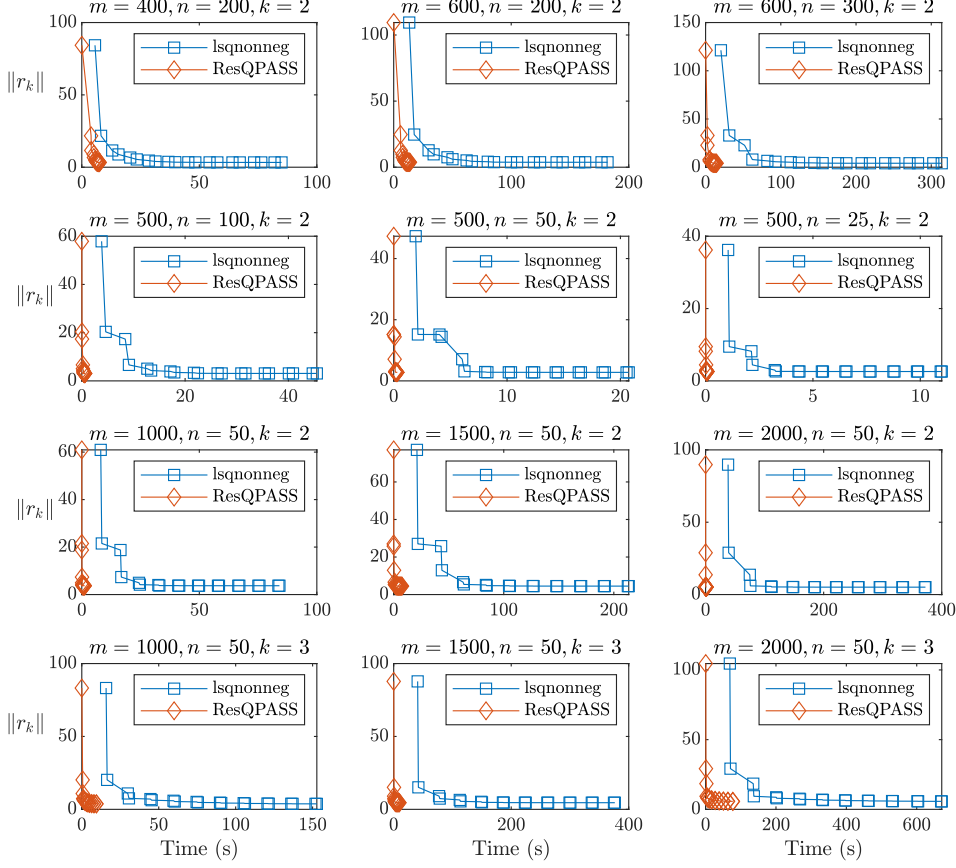 m = 400, n = 200, k = 2
100
50
0
‖r_k‖
lsqnonneg
ResQPASS
0 50 100
m = 600, n = 200, k = 2
100
50
0
lsqnonneg
ResQPASS
0 100 200
m = 600, n = 300, k = 2
150
100
50
0
lsqnonneg
ResQPASS
0 100 200 300
m = 500, n = 100, k = 2
60
40
20
0
‖r_k‖
lsqnonneg
ResQPASS
0 20 40
m = 500, n = 50, k = 2
40
20
0
lsqnonneg
ResQPASS
0 10 20
m = 500, n = 25, k = 2
40
20
0
lsqnonneg
ResQPASS
0 5 10
m = 1000, n = 50, k = 2
60
40
20
0
‖r_k‖
lsqnonneg
ResQPASS
0 50 100
m = 1500, n = 50, k = 2
60
40
20
0
lsqnonneg
ResQPASS
0 100 200
m = 2000, n = 50, k = 2
100
50
0
lsqnonneg
ResQPASS
0 200 400
m = 1000, n = 50, k = 3
100
50
0
‖r_k‖
lsqnonneg
ResQPASS
0 50 100 150
Time (s)
m = 1500, n = 50, k = 3
100
50
0
lsqnonneg
ResQPASS
0 200 400
Time (s)
m = 2000, n = 50, k = 3
100
50
0
lsqnonneg
ResQPASS
0 200 400 600
Time (s)